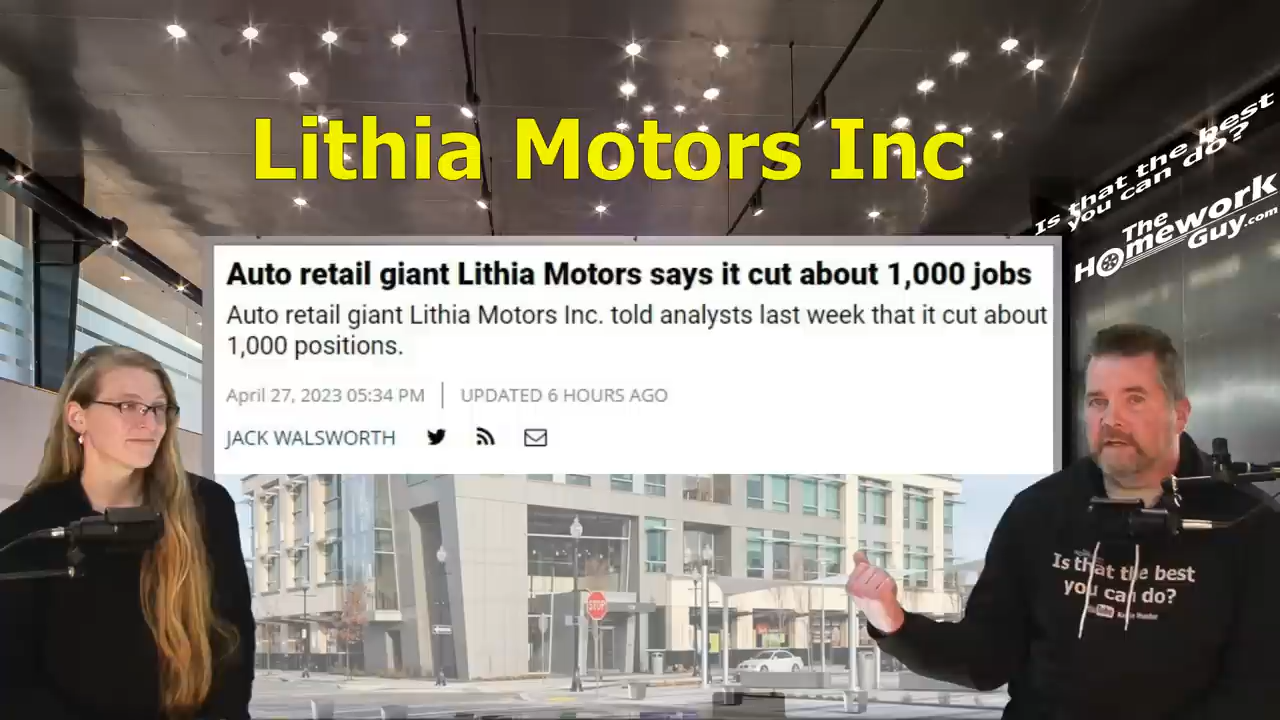 Lithia Motors Inc
Is that the best
you can do?
The
Homework
Guy.com
Auto retail giant Lithia Motors says it cut about 1,000 jobs
Auto retail giant Lithia Motors Inc. told analysts last week that it cut about
1,000 positions.
April 27, 2023 05:34 PM
UPDATED 6 HOURS AGO
JACK WALSWORTH
STOP
Is that the best
you can do?